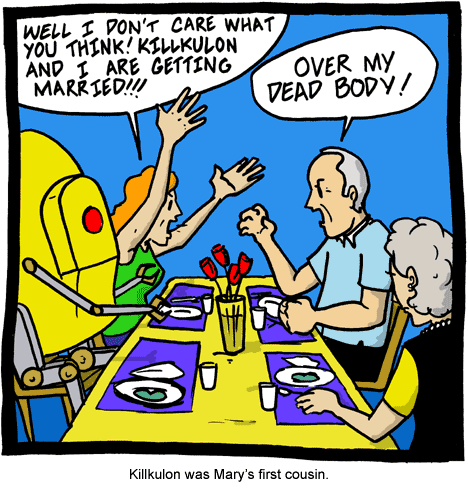 WELL I DON'T CARE WHAT
YOU THINK! KILLKULON
AND I ARE GETTING
MARRIED!!!
OVER MY
DEAD BODY!
Killkulon was Mary's first cousin.